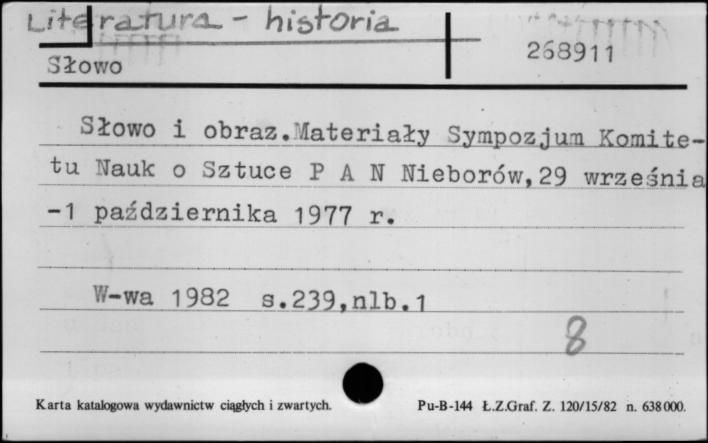 Literatura - historia
Słowo
268911
Słowo i obraz.Materiały Sympozjum Komite-
tu Nauk o Sztuce P A N Nieborów,29 września
-1 października 1977 r.
W-wa 1982 s.239,nlb.1
8
Karta katalogowa wydawnictw ciągłych i zwartych.
Pu-B-144 Ł.Z.Graf. Z. 120/15/82 n. 638000.